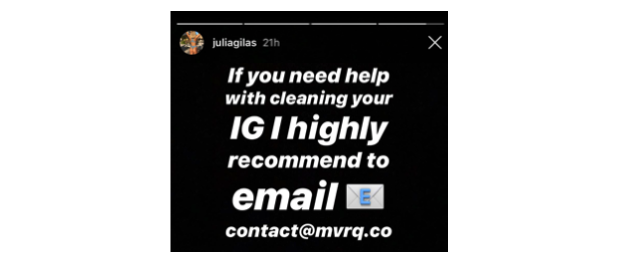 juliagilas 21h
If you need help
with cleaning your
IG I highly
recommend to
email 📧
contact@mvrq.co